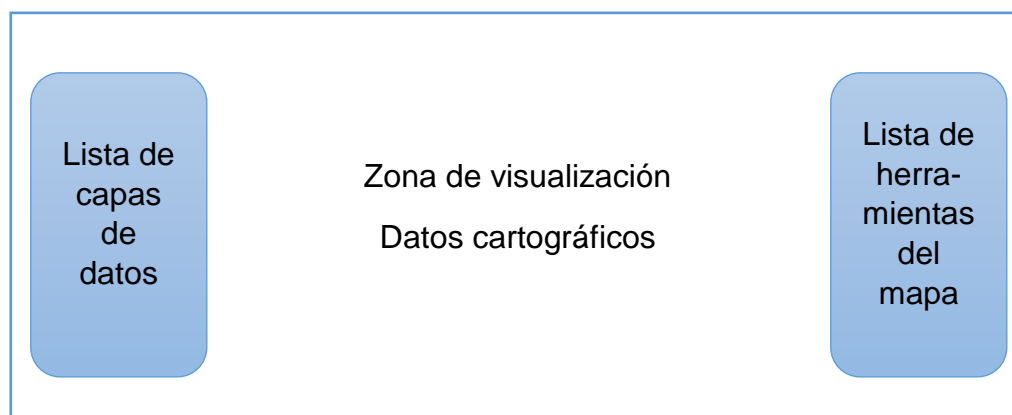 Lista de
capas
de
datos
Zona de visualización
Datos cartográficos
Lista de
herra-
mientas
del
mapa